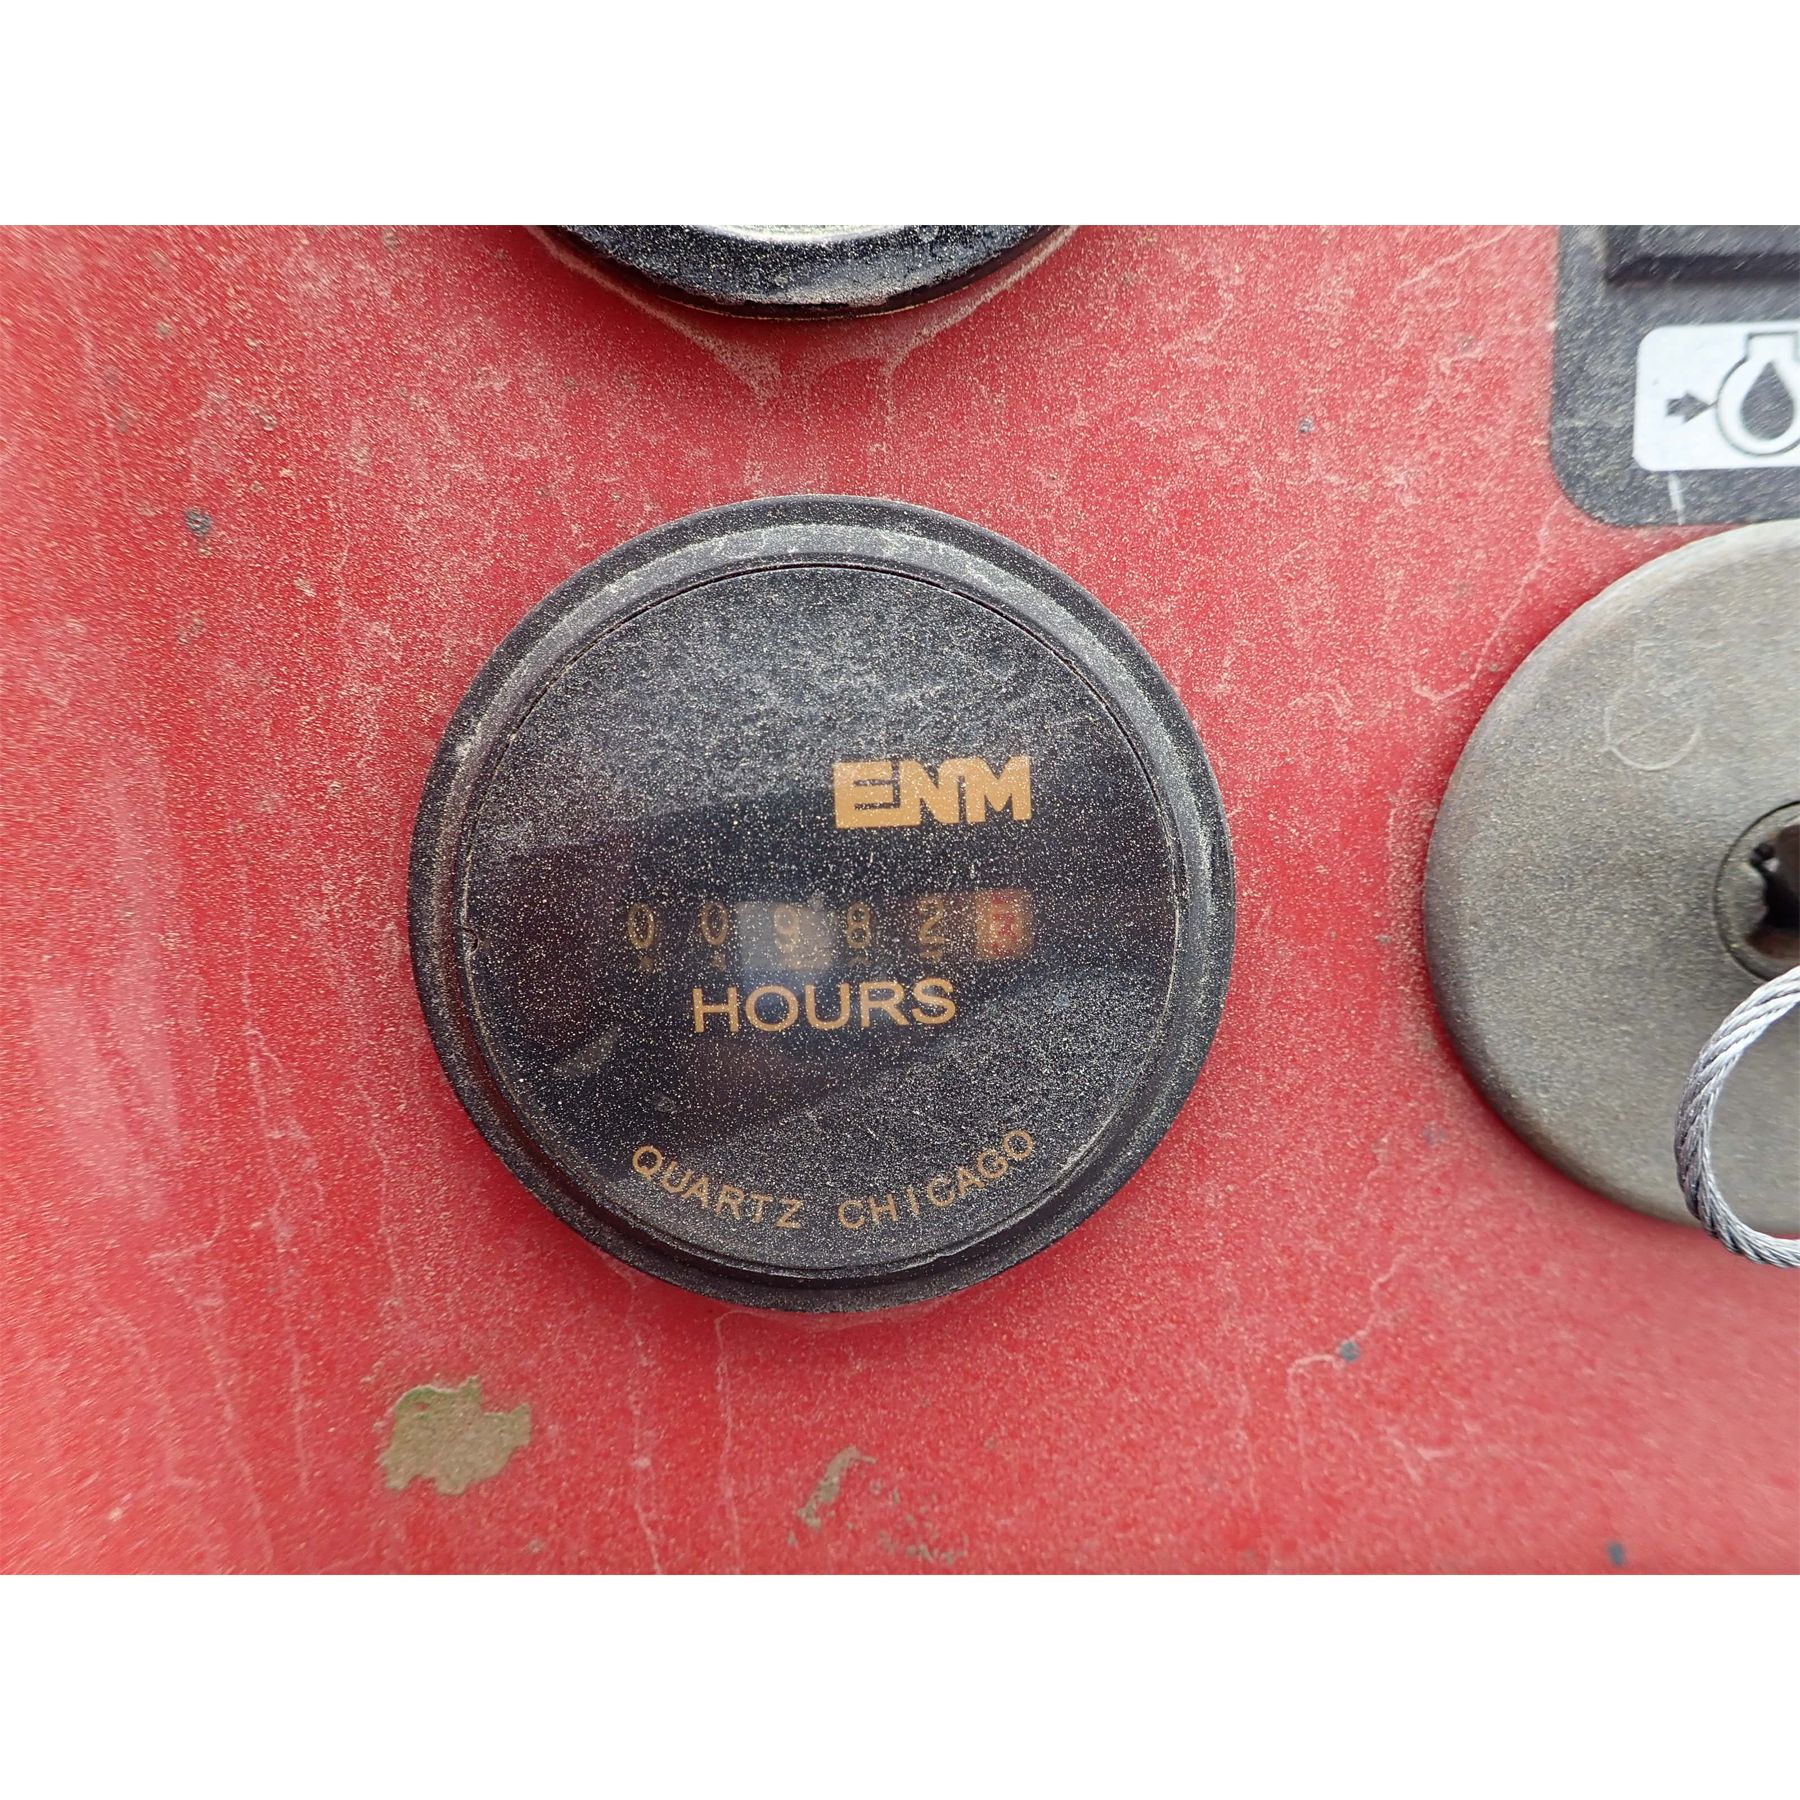 ENM
00982
HOURS
QUARTZ CHICAGO